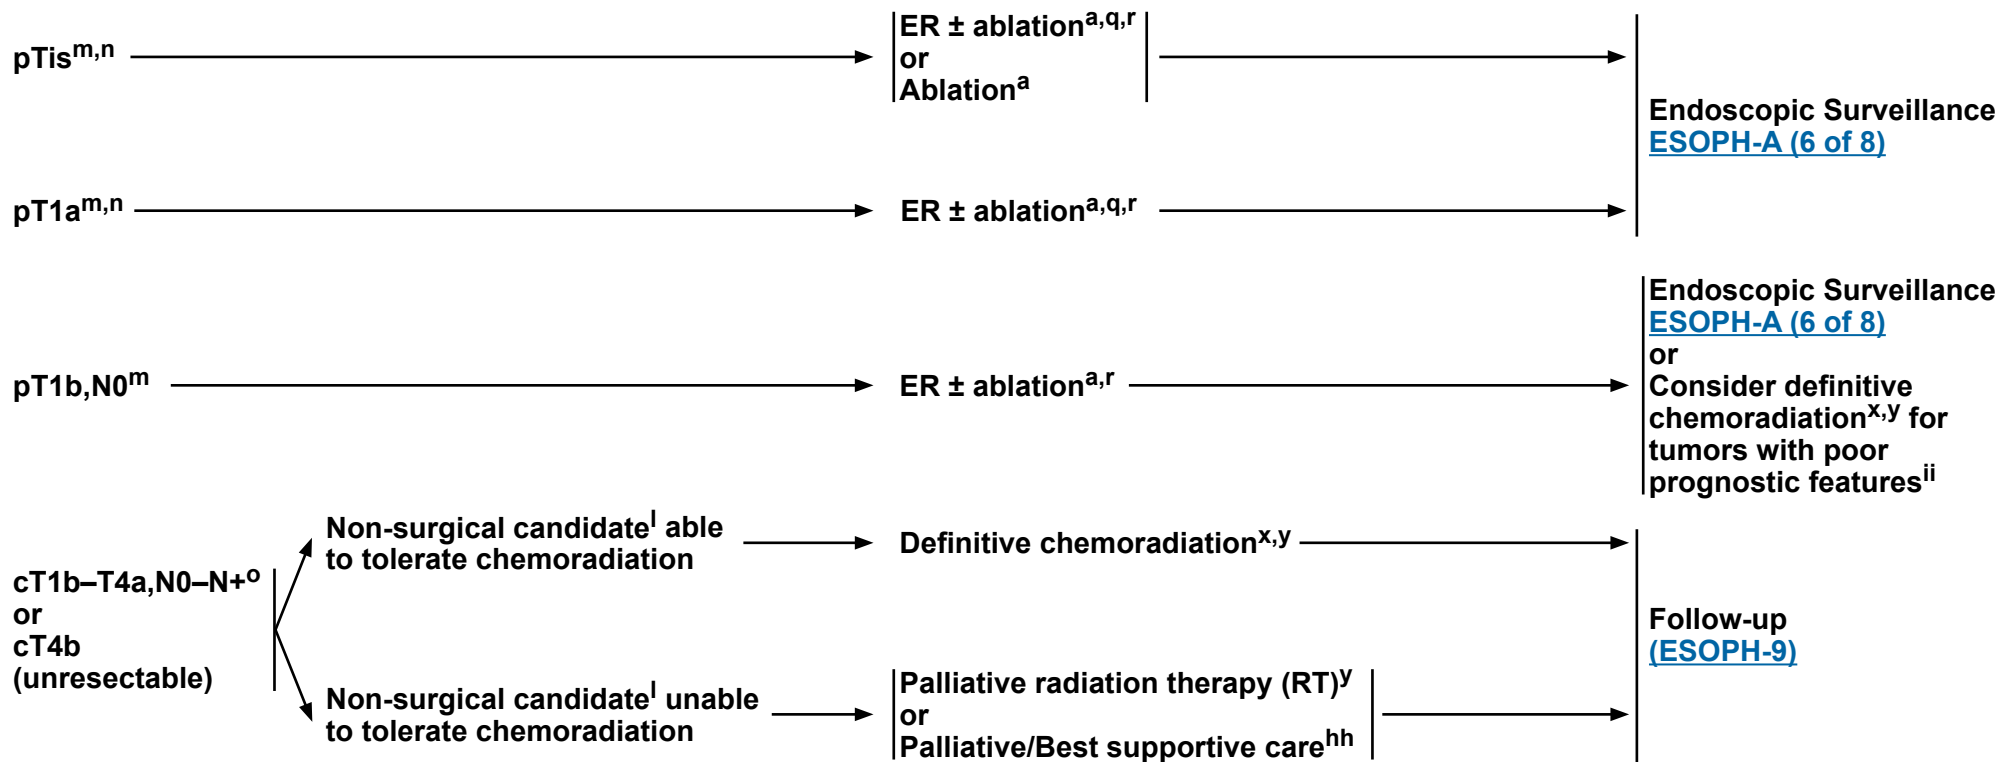 pTis^m,n
ER ± ablation^a,q,r
or
Ablation^a
Endoscopic Surveillance
ESOPH-A (6 of 8)
pT1a^m,n
ER ± ablation^a,q,r
pT1b,N0^m
ER ± ablation^a,r
Endoscopic Surveillance
ESOPH-A (6 of 8)
or
Consider definitive
chemoradiation^x,y for
tumors with poor
prognostic features^ii
cT1b–T4a,N0–N+^o
or
cT4b
(unresectable)
Non-surgical candidate^l able
to tolerate chemoradiation
Definitive chemoradiation^x,y
Non-surgical candidate^l unable
to tolerate chemoradiation
Palliative radiation therapy (RT)^y
or
Palliative/Best supportive care^hh
Follow-up
(ESOPH-9)